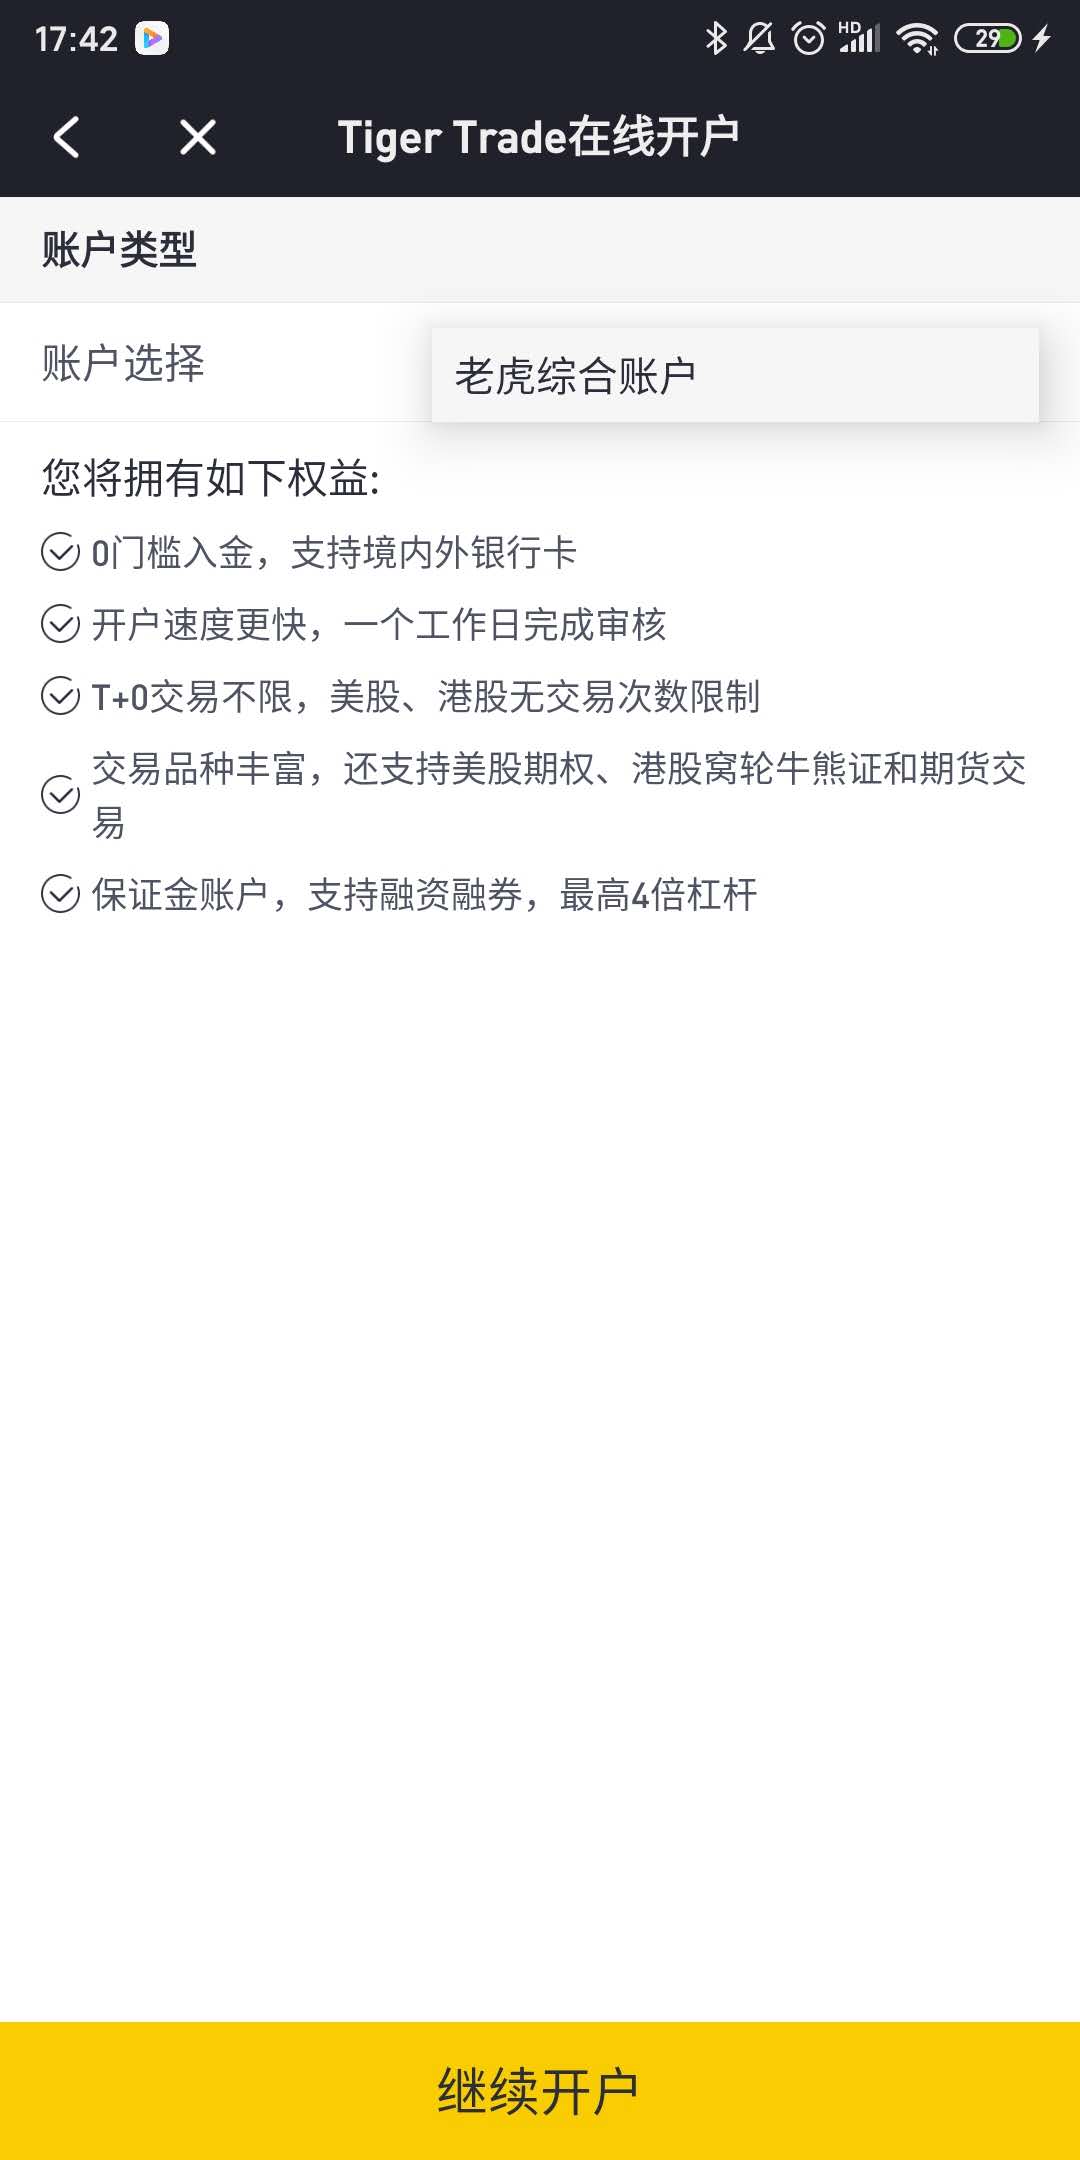 17:42
HD
29
Tiger Trade在线开户
账户类型
账户选择
老虎综合账户
您将拥有如下权益:
0门槛入金，支持境内外银行卡
开户速度更快，一个工作日完成审核
T+0交易不限，美股、港股无交易次数限制
交易品种丰富，还支持美股期权、港股窝轮牛熊证和期货交
易
保证金账户，支持融资融券，最高4倍杠杆
继续开户